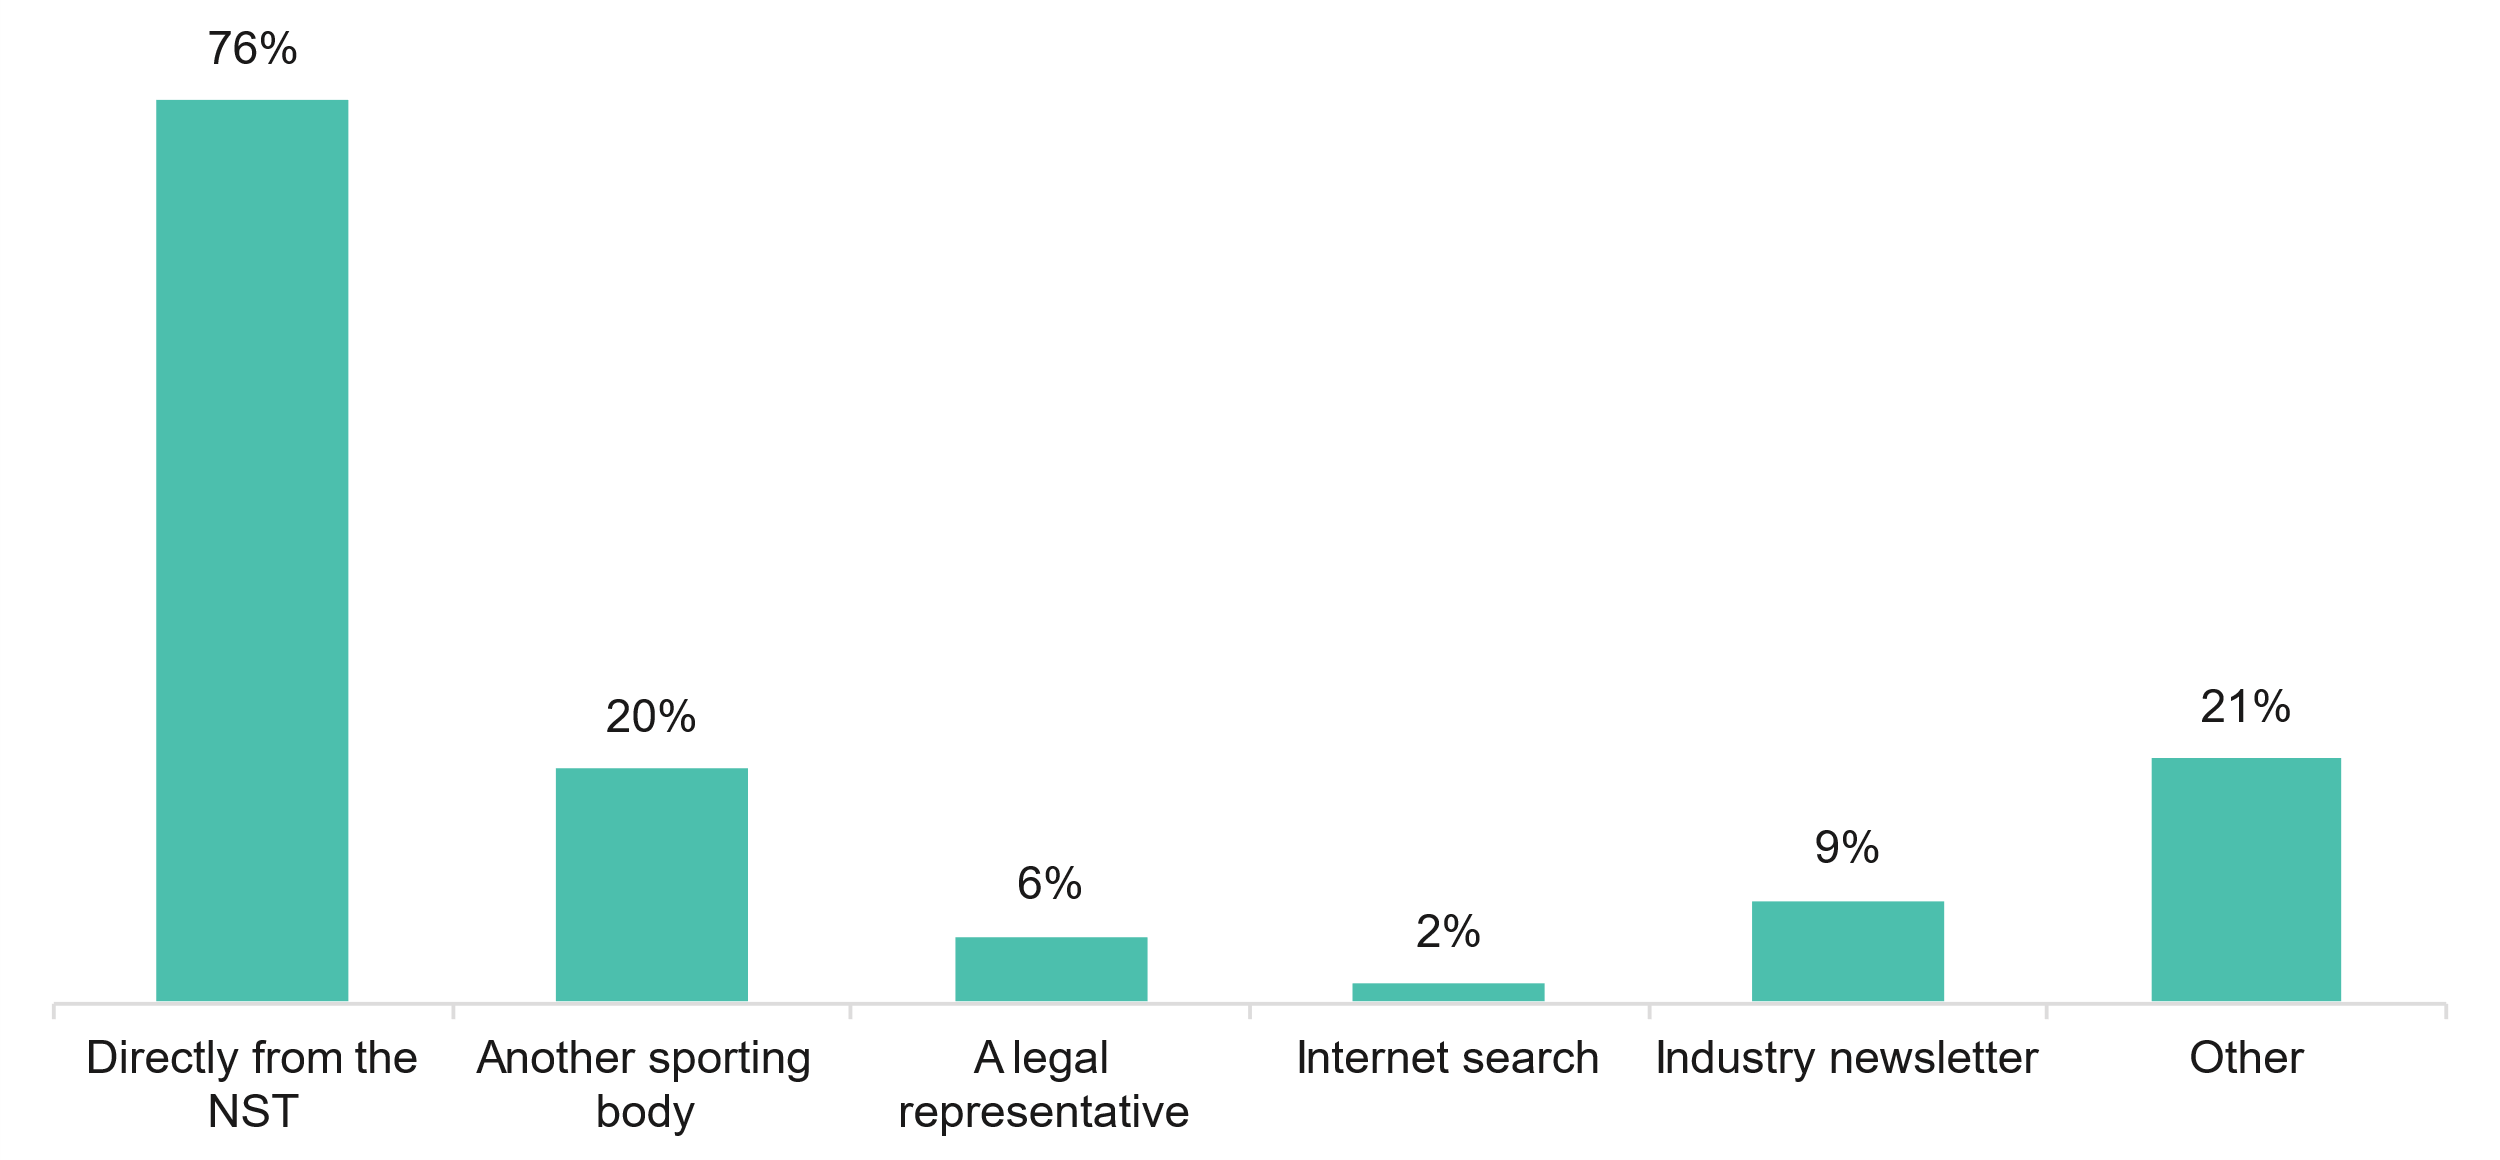 76%
20%
6%
2%
9%
21%
Directly from the
NST
Another sporting
body
A legal
representative
Internet search
Industry newsletter
Other